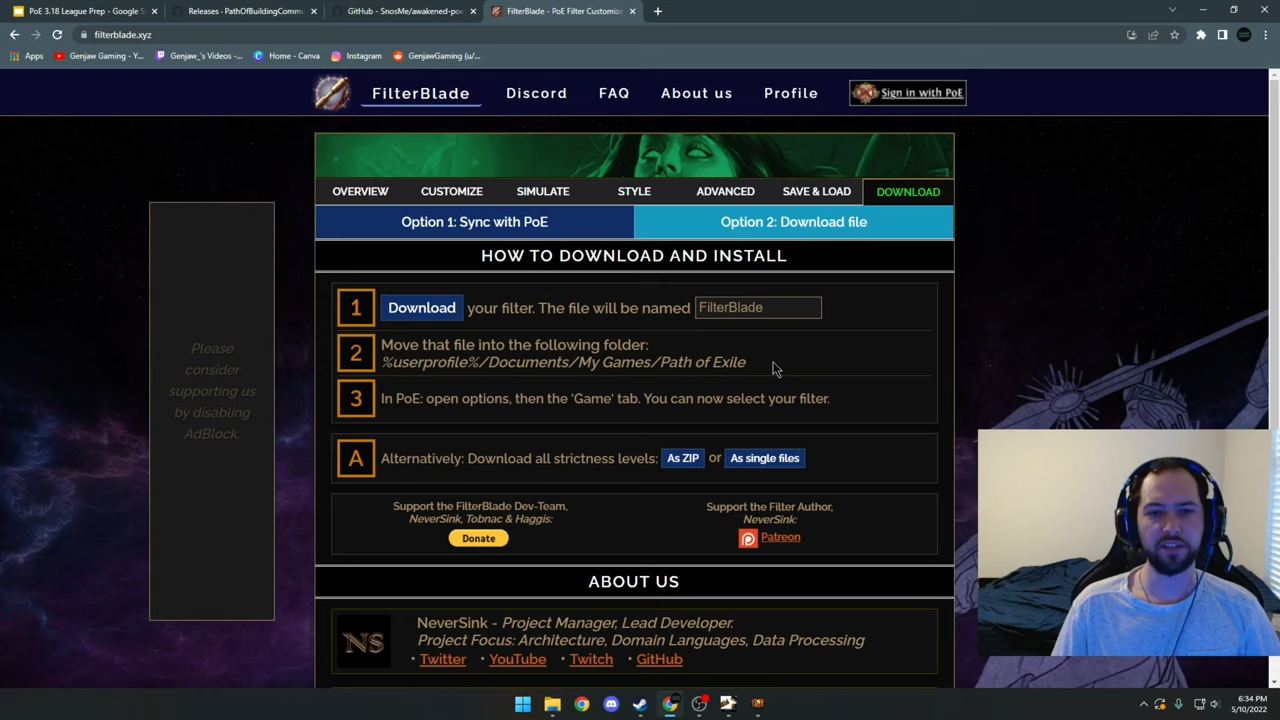 PoE 3.18 League Prep - Google S
Releases · PathOfBuildingCommu
GitHub - SnosMe/awakened-poe
FilterBlade - PoE Filter Customize
filterblade.xyz
Apps
Genjaw Gaming - Y...
Genjaw_'s Videos -...
Home - Canva
Instagram
GenjawGaming (u/...
FilterBlade
Discord
FAQ
About us
Profile
Sign in with PoE
OVERVIEW
CUSTOMIZE
SIMULATE
STYLE
ADVANCED
SAVE & LOAD
DOWNLOAD
Option 1: Sync with PoE
Option 2: Download file
HOW TO DOWNLOAD AND INSTALL
1 Download your filter. The file will be named FilterBlade
2 Move that file into the following folder:
%userprofile%/Documents/My Games/Path of Exile
3 In PoE: open options, then the 'Game' tab. You can now select your filter.
A Alternatively: Download all strictness levels: As ZIP or As single files
Please
consider
supporting us
by disabling
AdBlock.
Support the FilterBlade Dev-Team,
NeverSink, Tobnac & Haggis:
Donate
Support the Filter Author,
NeverSink:
Patreon
ABOUT US
NS
NeverSink - Project Manager, Lead Developer.
Project Focus: Architecture, Domain Languages, Data Processing
• Twitter • YouTube • Twitch • GitHub
6:34 PM
5/10/2022